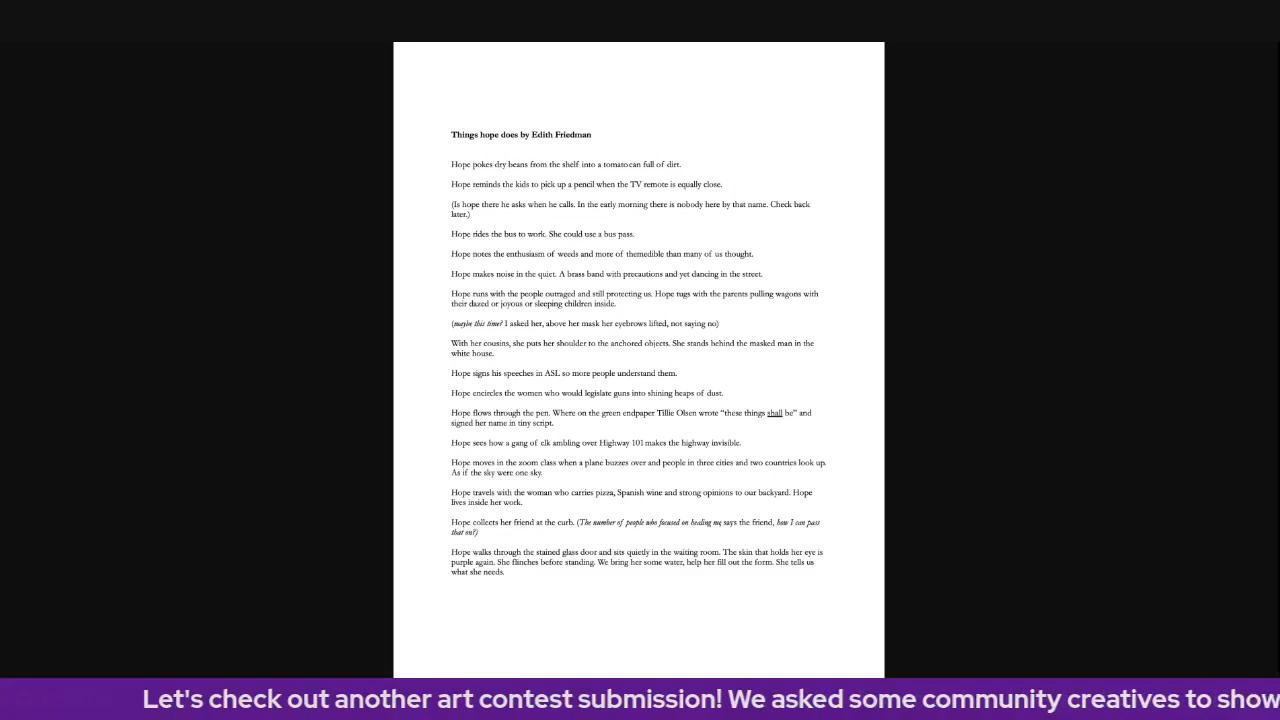 Things hope does by Edith Friedman
Hope pokes dry beans from the shelf into a tomato can full of dirt.
Hope reminds the kids to pick up a pencil when the TV remote is equally close.
(Is hope there he asks when he calls. In the early morning there is nobody here by that name. Check back
later.)
Hope rides the bus to work. She could use a bus pass.
Hope notes the enthusiasm of weeds and more of themedible than many of us thought.
Hope makes noise in the quiet. A brass band with precautions and yet dancing in the street.
Hope runs with the people outraged and still protecting us. Hope tugs with the parents pulling wagons with
their dazed or joyous or sleeping children inside.
(maybe this time? I asked her, above her mask her eyebrows lifted, not saying no)
With her cousins, she puts her shoulder to the anchored objects. She stands behind the masked man in the
white house.
Hope signs his speeches in ASL so more people understand them.
Hope encircles the women who would legislate guns into shining heaps of dust.
Hope flows through the pen. Where on the green endpaper Tillie Olsen wrote “these things shall be” and
signed her name in tiny script.
Hope sees how a gang of elk ambling over Highway 101 makes the highway invisible.
Hope moves in the zoom class when a plane buzzes over and people in three cities and two countries look up.
As if the sky were one sky.
Hope travels with the woman who carries pizza, Spanish wine and strong opinions to our backyard. Hope
lives inside her work.
Hope collects her friend at the curb. (The number of people who focused on healing me, says the friend, how I can pass
that on?)
Hope walks through the stained glass door and sits quietly in the waiting room. The skin that holds her eye is
purple again. She flinches before standing. We bring her some water, help her fill out the form. She tells us
what she needs.
Let's check out another art contest submission! We asked some community creatives to show